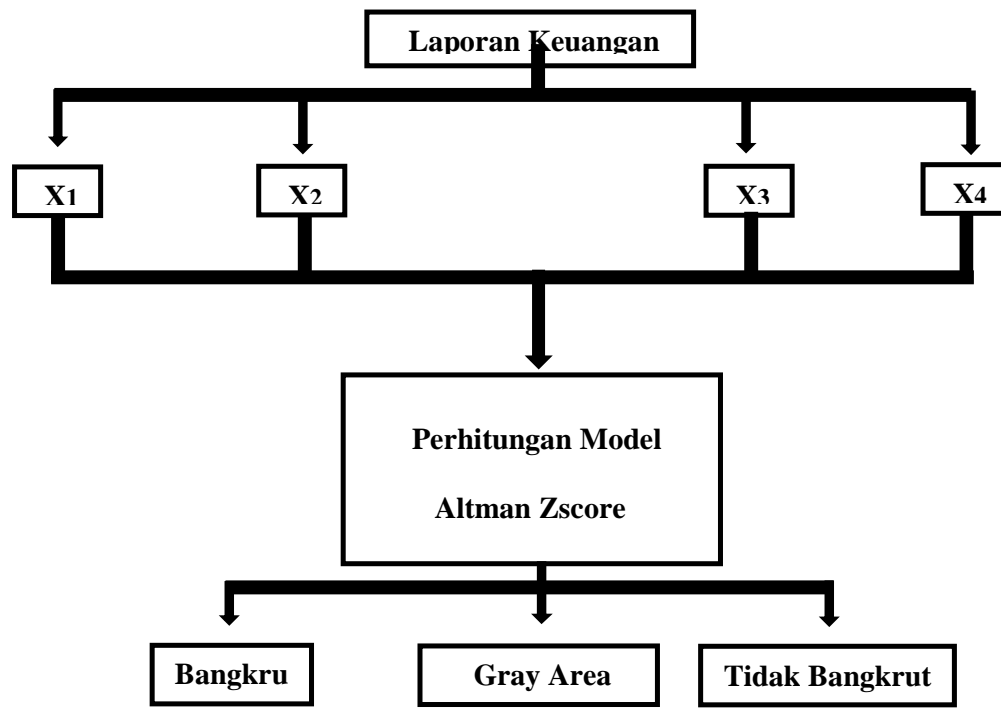 Laporan Keuangan
X1 X2 X3 X4
Perhitungan Model
Altman Zscore
Bangkru Gray Area Tidak Bangkrut